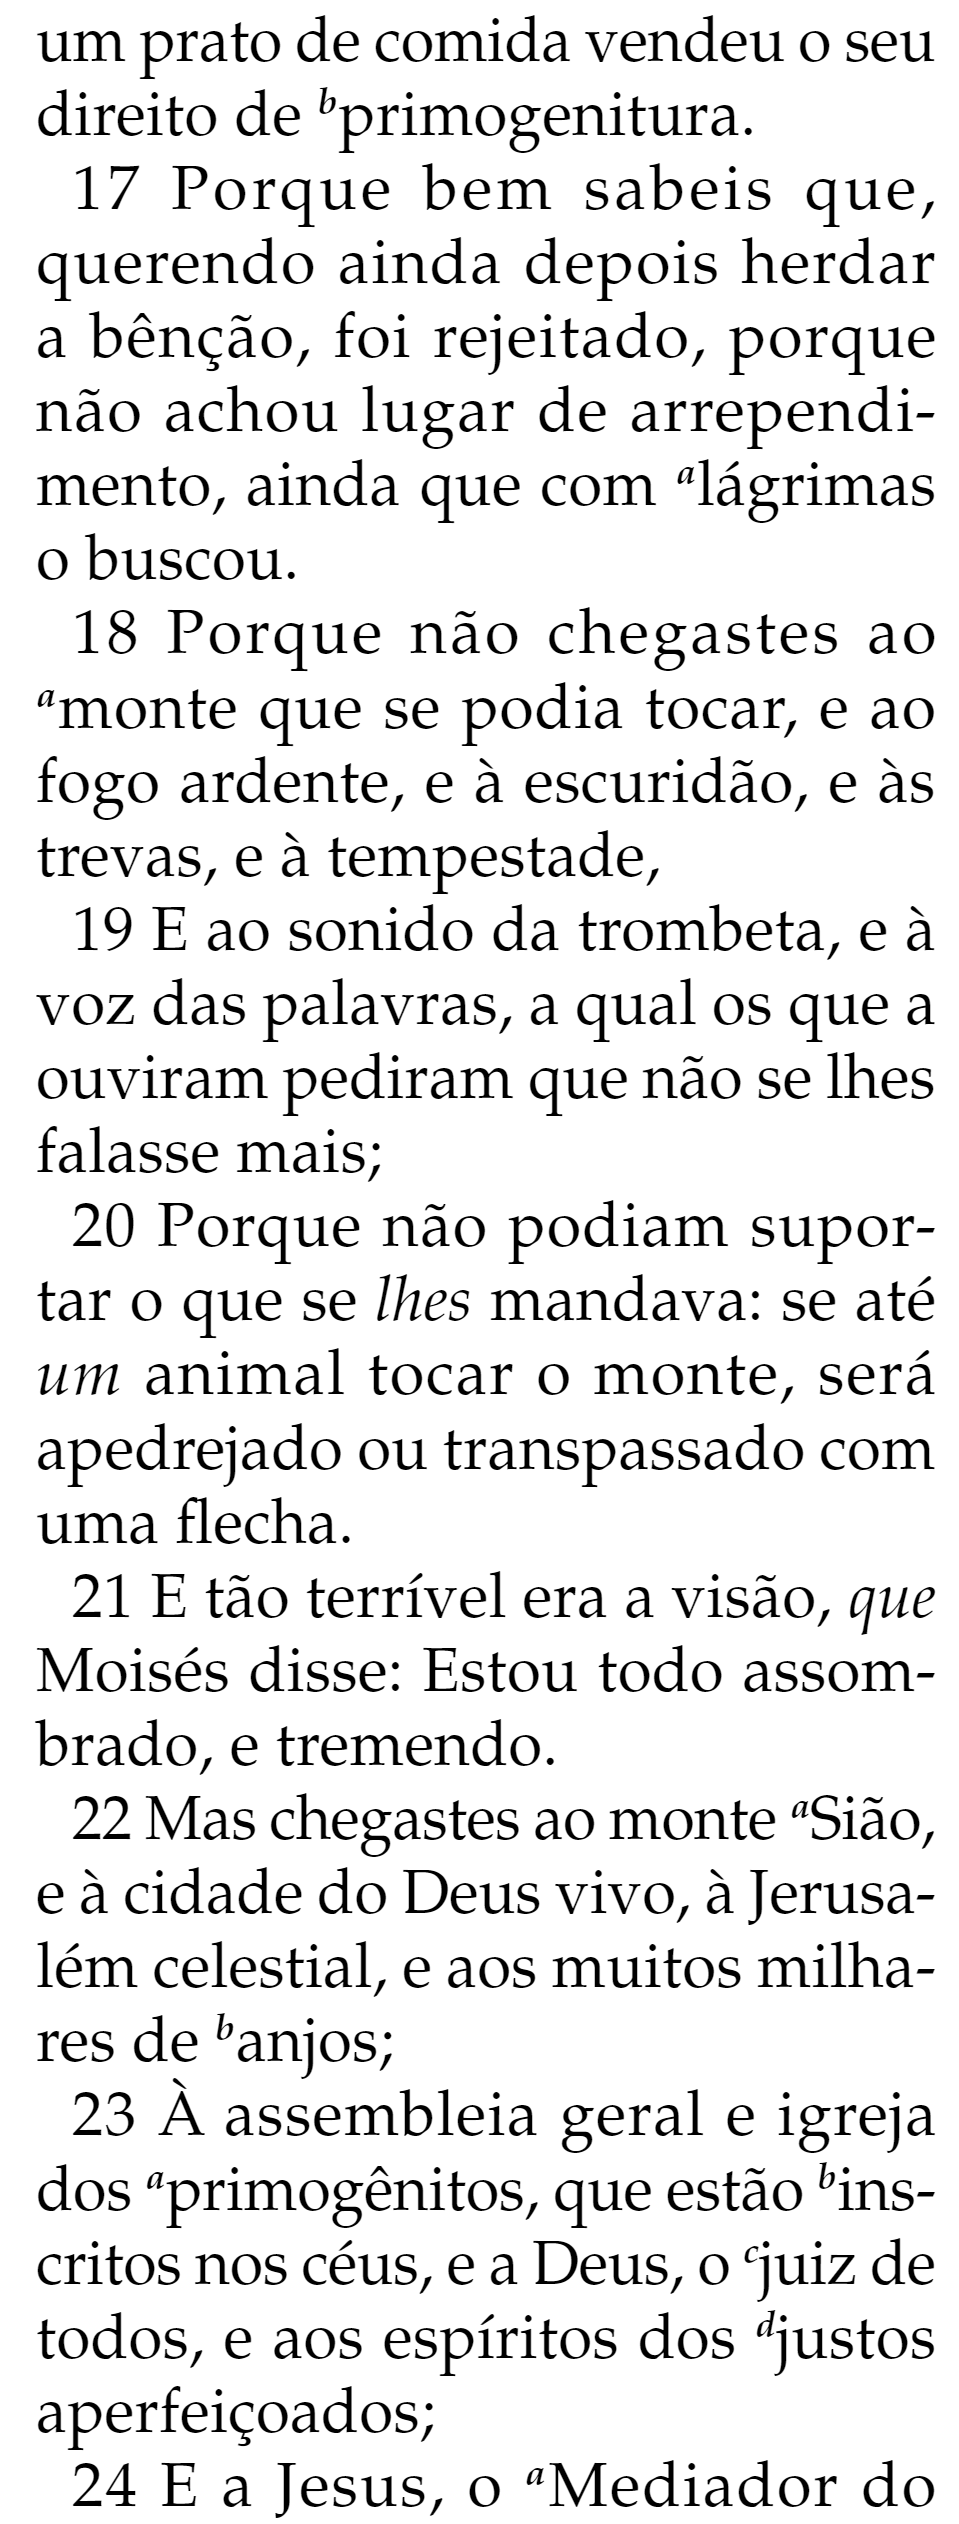 um prato de comida vendeu o seu
direito de bprimogenitura.
17 Porque bem sabeis que,
querendo ainda depois herdar
a bênção, foi rejeitado, porque
não achou lugar de arrependi-
mento, ainda que com alágrimas
o buscou.
18 Porque não chegastes ao
amonte que se podia tocar, e ao
fogo ardente, e à escuridão, e às
trevas, e à tempestade,
19 E ao sonido da trombeta, e à
voz das palavras, a qual os que a
ouviram pediram que não se lhes
falasse mais;
20 Porque não podiam supor-
tar o que se lhes mandava: se até
um animal tocar o monte, será
apedrejado ou transpassado com
uma flecha.
21 E tão terrível era a visão, que
Moisés disse: Estou todo assom-
brado, e tremendo.
22 Mas chegastes ao monte aSião,
e à cidade do Deus vivo, à Jerusa-
lém celestial, e aos muitos milha-
res de banjos;
23 À assembleia geral e igreja
dos aprimogênitos, que estão bins-
critos nos céus, e a Deus, o cjuiz de
todos, e aos espíritos dos djustos
aperfeiçoados;
24 E a Jesus, o aMediador do